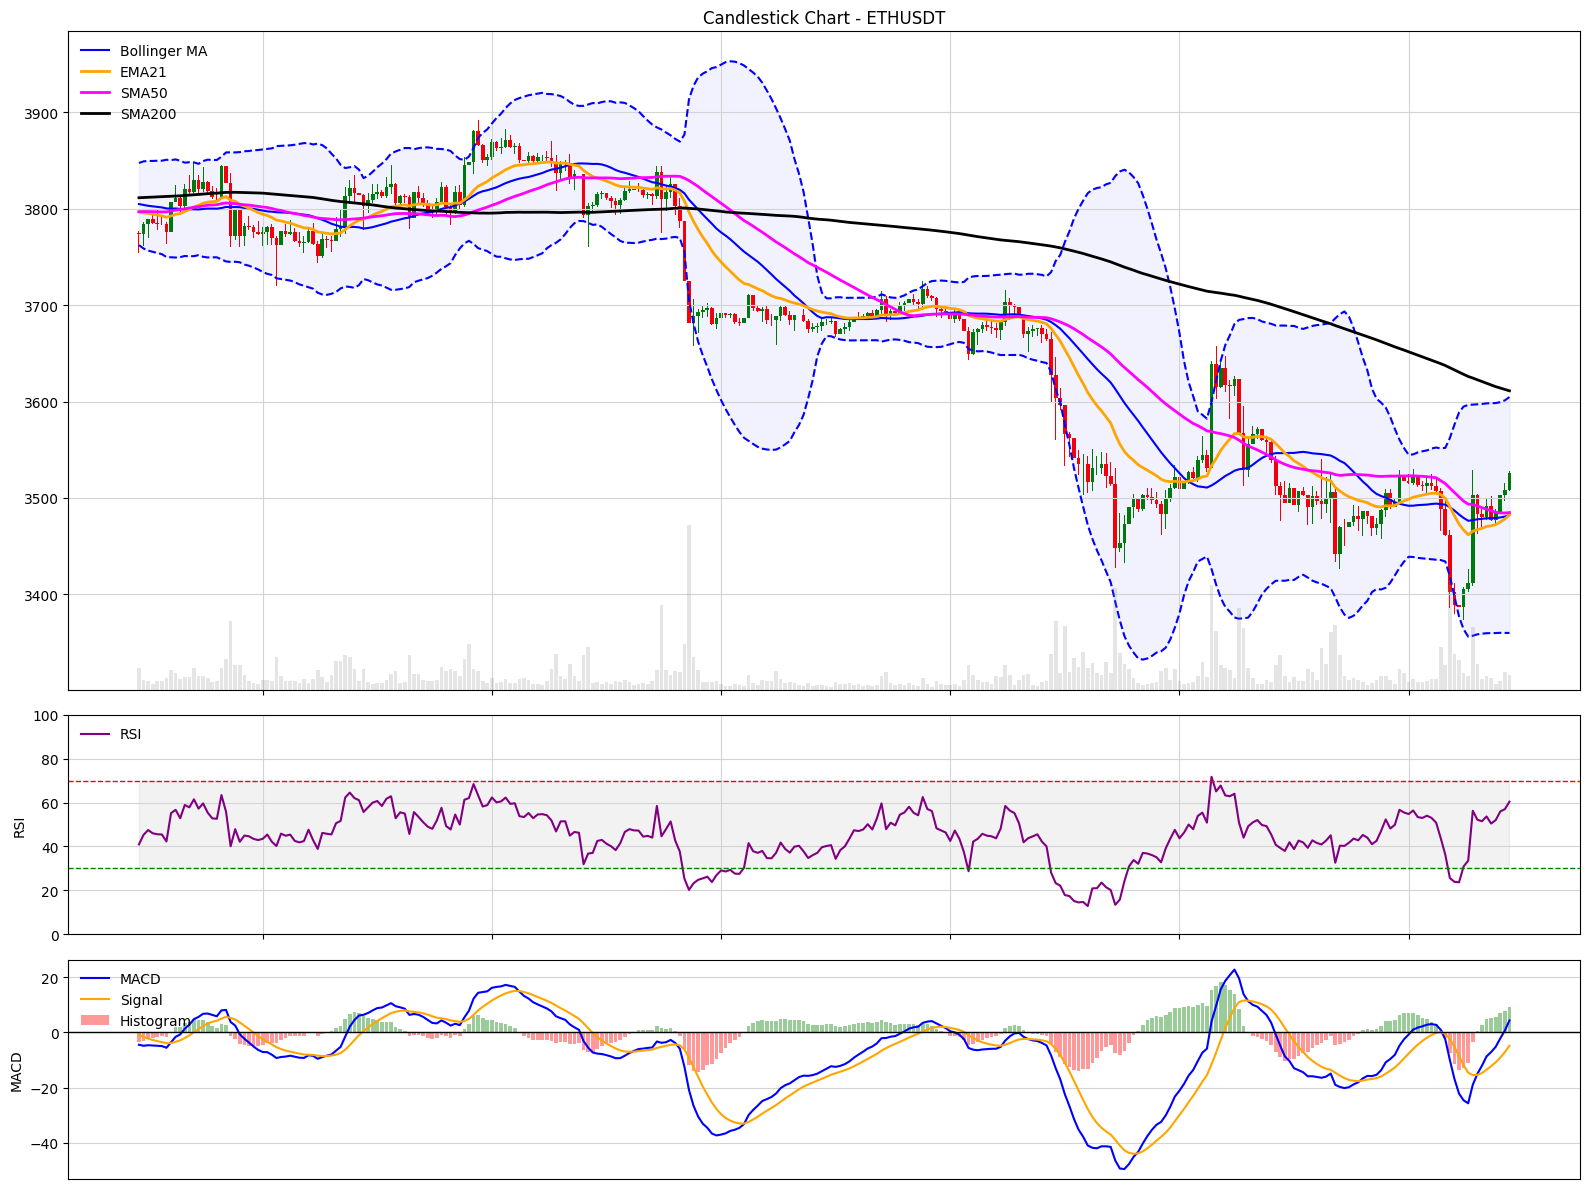 Candlestick Chart - ETHUSDT
Bollinger MA
EMA21
SMA50
SMA200
3900
3800
3700
3600
3500
3400
100
80
60
40
20
0
RSI
RSI
20
0
−20
−40
MACD
MACD
Signal
Histogram